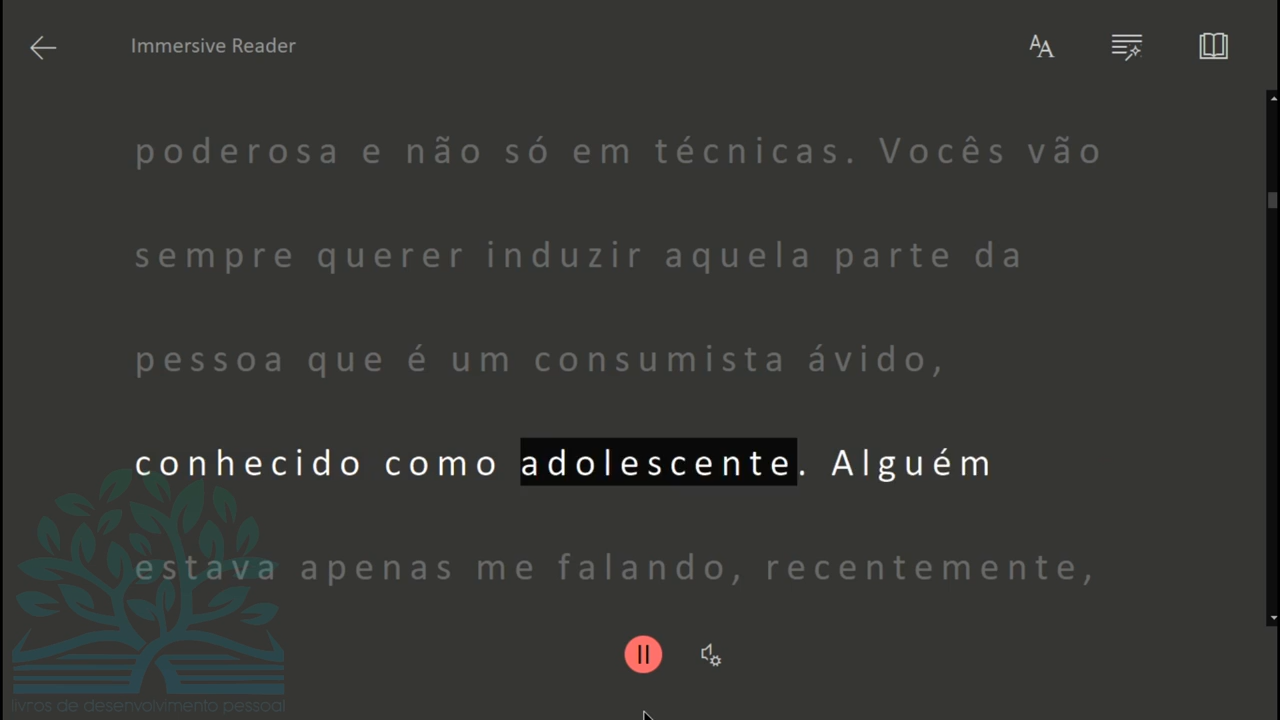 Immersive Reader
poderosa e não só em técnicas. Vocês vão
sempre querer induzir aquela parte da
pessoa que é um consumista ávido,
conhecido como adolescente. Alguém
estava apenas me falando, recentemente,
livros de desenvolvimento pessoal